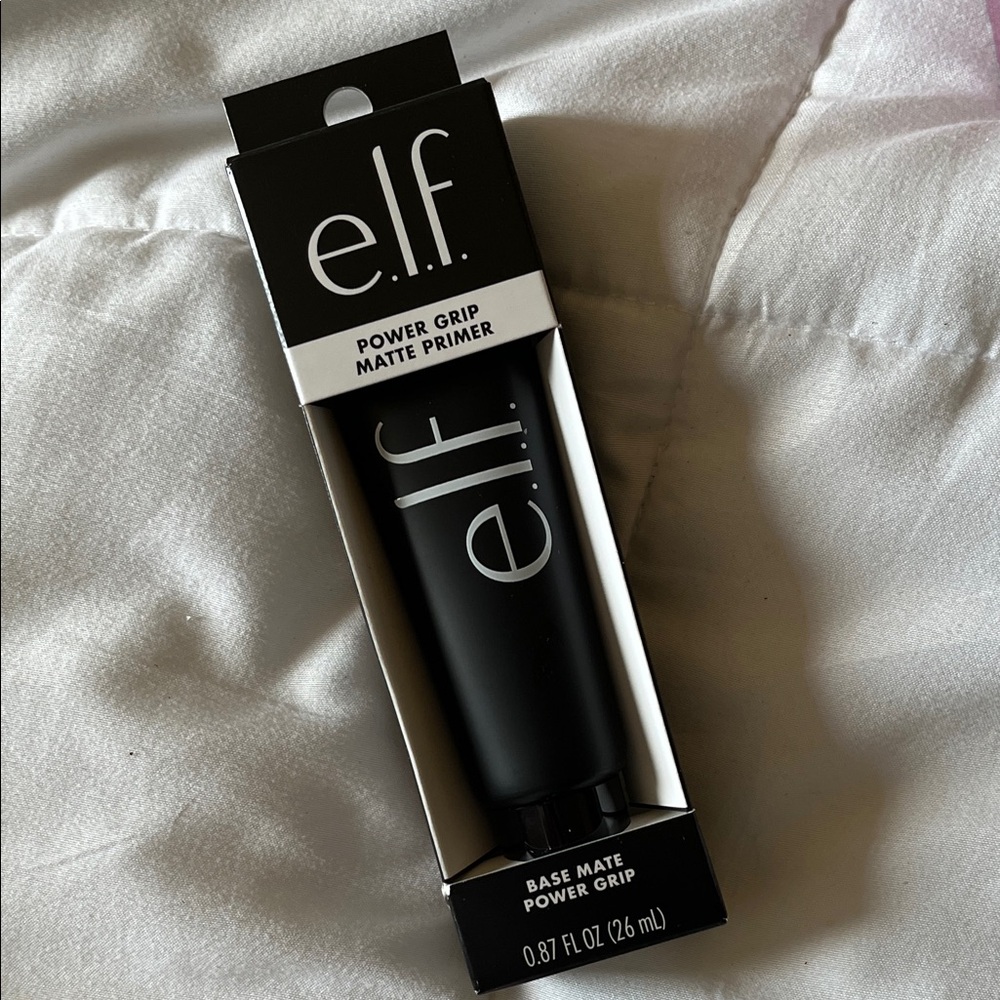 e.l.f.
POWER GRIP
MATTE PRIMER
e.l.f.
BASE MATE
POWER GRIP
0.87 FL OZ (26 mL)